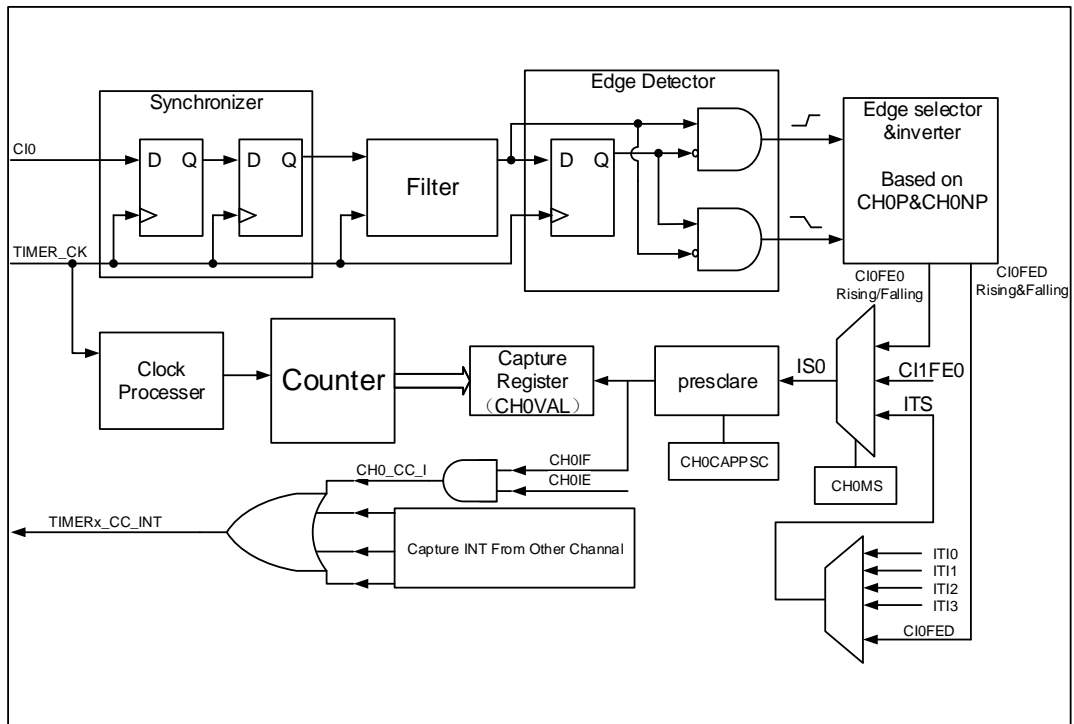 Synchronizer
Edge Detector
CI0
D Q
D Q
Filter
D Q
Edge selector
&inverter
Based on
CH0P&CH0NP
TIMER_CK
CI0FE0
Rising/Falling
CI0FED
Rising&Falling
Clock
Processer
Counter
Capture
Register
（CH0VAL）
presclare
IS0
CI1FE0
ITS
CH0CAPPSC
CH0MS
CH0IF
CH0_CC_I
CH0IE
TIMERx_CC_INT
Capture INT From Other Channal
ITI0
ITI1
ITI2
ITI3
CI0FED